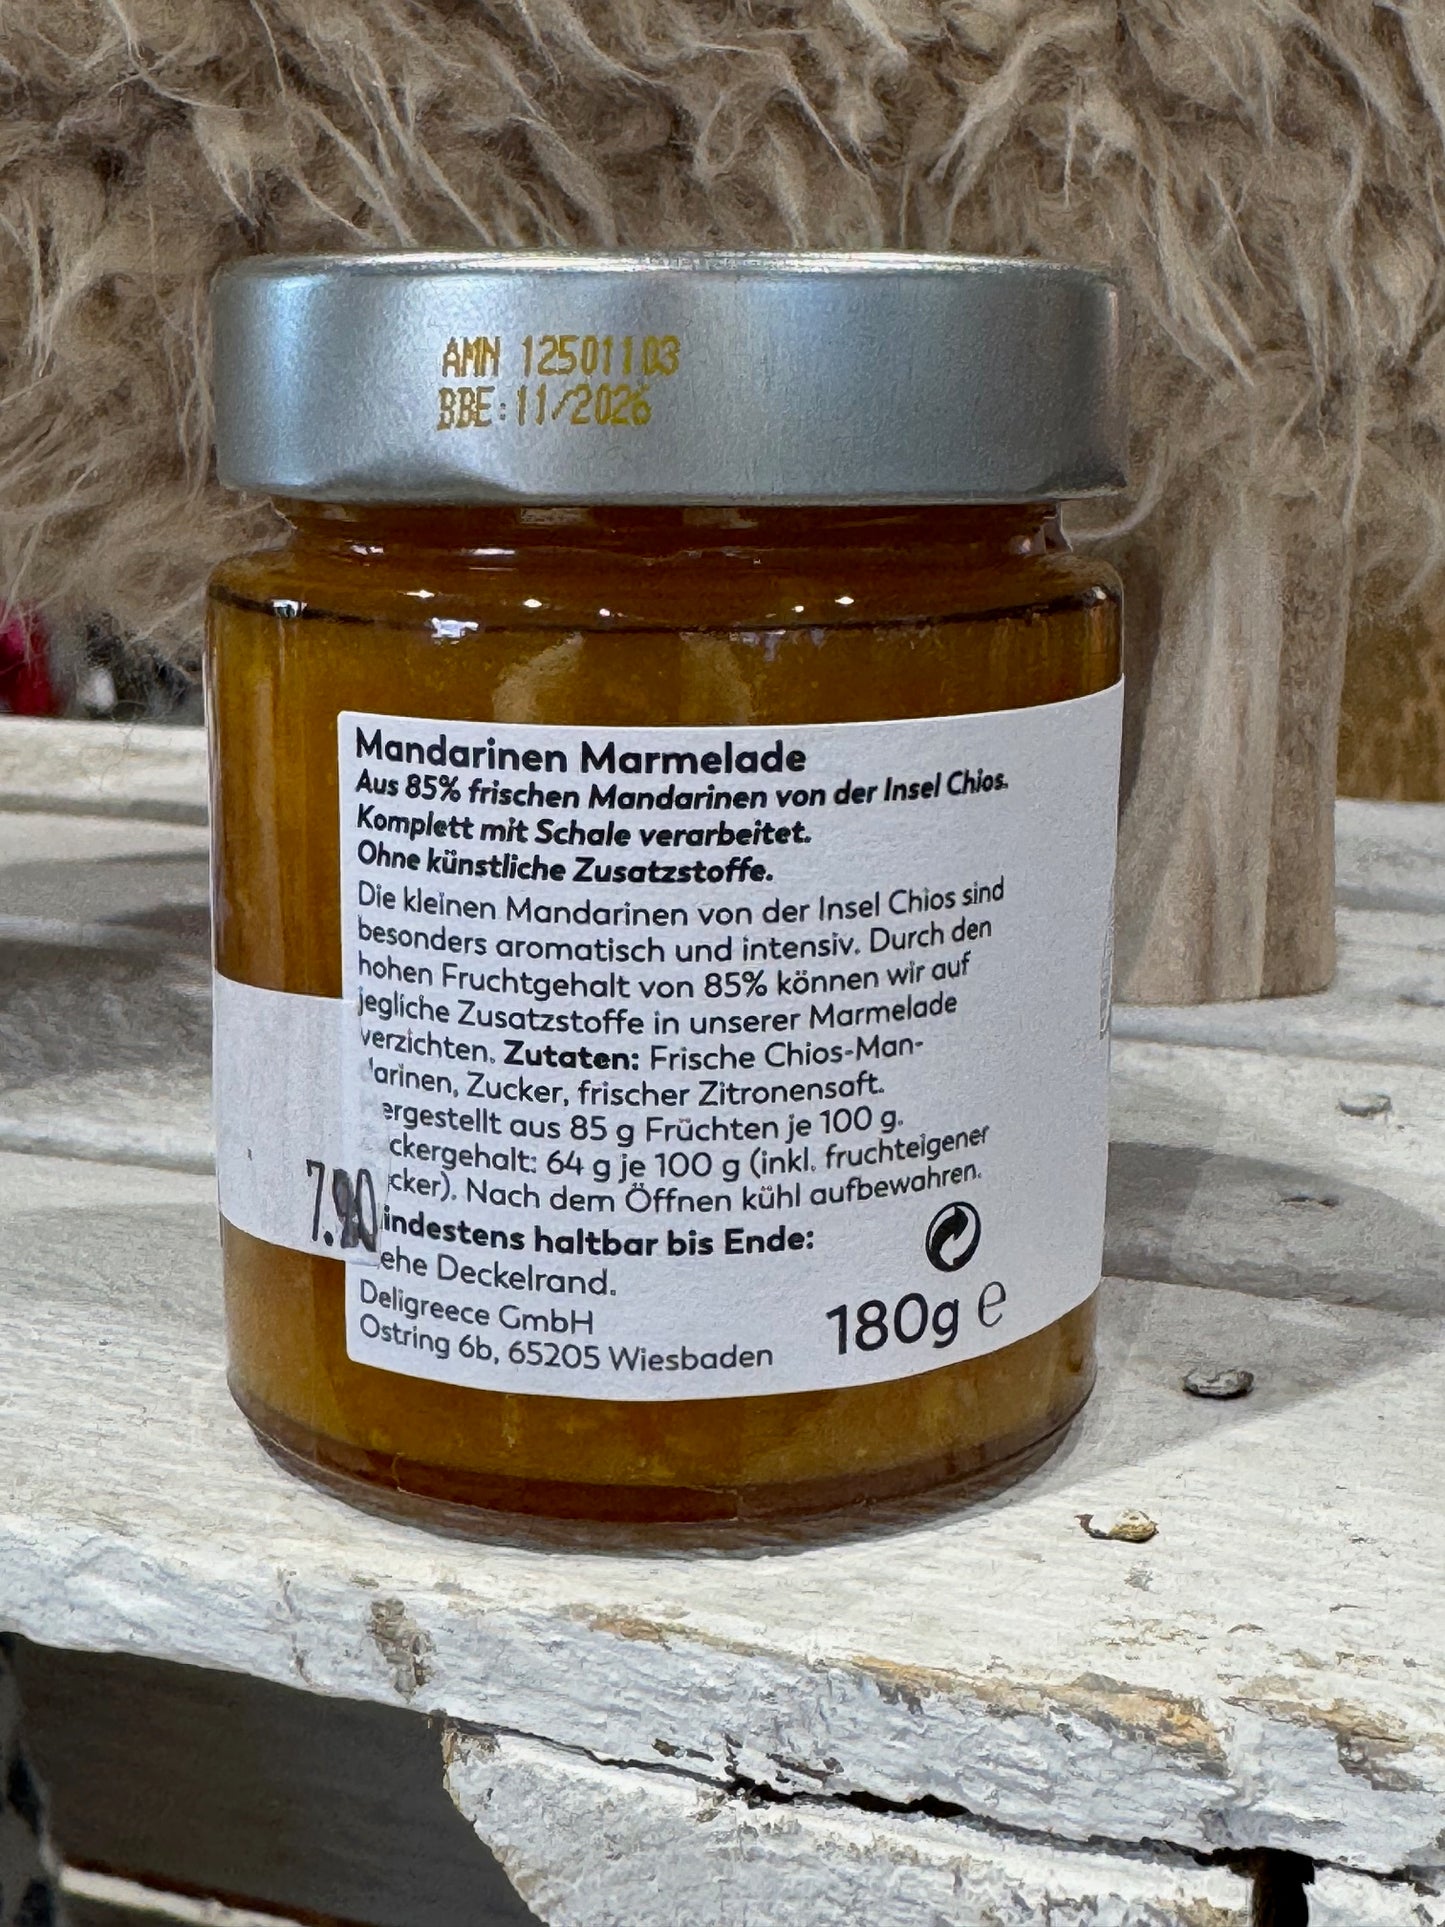 AMN 12501103
BBE:11/2026
Mandarinen Marmelade
Aus 85% frischen Mandarinen von der Insel Chios.
Komplett mit Schale verarbeitet.
Ohne künstliche Zusatzstoffe.
Die kleinen Mandarinen von der Insel Chios sind
besonders aromatisch und intensiv. Durch den
hohen Fruchtgehalt von 85% können wir auf
jegliche Zusatzstoffe in unserer Marmelade
verzichten. Zutaten: Frische Chios-Man-
arinen, Zucker, frischer Zitronensaft.
ergestellt aus 85 g Früchten je 100 g.
ckergehalt: 64 g je 100 g (inkl. fruchteigener
cker). Nach dem Öffnen kühl aufbewahren.
indestens haltbar bis Ende:
ehe Deckelrand.
Deligreece GmbH
Ostring 6b, 65205 Wiesbaden
180g e
7.90